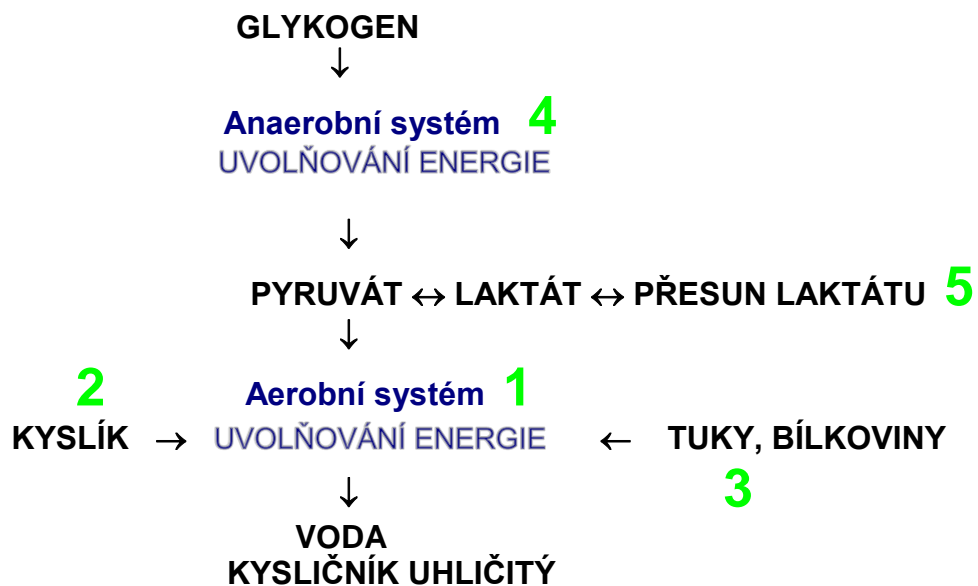 GLYKOGEN
↓
Anaerobní systém 4
UVOLŇOVÁNÍ ENERGIE
↓
PYRUVÁT ↔ LAKTÁT ↔ PŘESUN LAKTÁTU 5
↓
2 Aerobní systém 1
KYSLÍK → UVOLŇOVÁNÍ ENERGIE ← TUKY, BÍLKOVINY
↓ 3
VODA
KYSLIČNÍK UHLIČITÝ